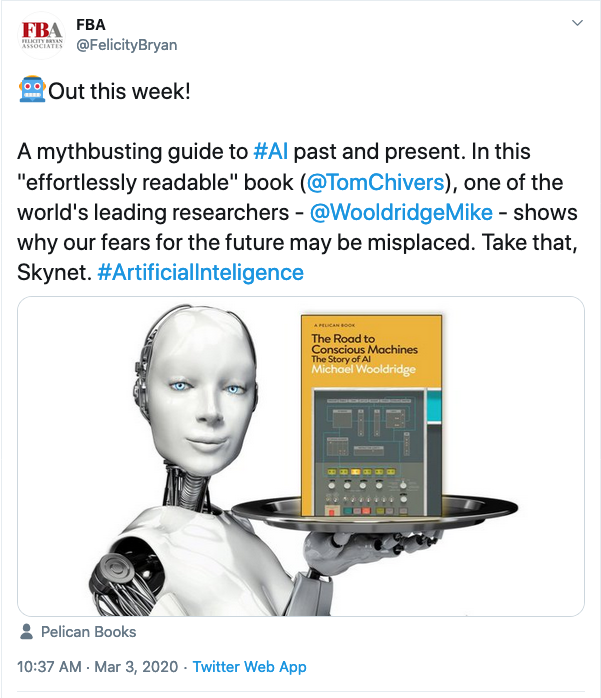 FBA
FELICITY BRYAN
ASSOCIATES
FBA
@FelicityBryan
Out this week!
A mythbusting guide to #AI past and present. In this
"effortlessly readable" book (@TomChivers), one of the
world's leading researchers - @WooldridgeMike - shows
why our fears for the future may be misplaced. Take that,
Skynet. #ArtificialInteligence
A PELICAN BOOK
The Road to
Conscious Machines
The Story of AI
Michael Wooldridge
Pelican Books
10:37 AM · Mar 3, 2020 · Twitter Web App